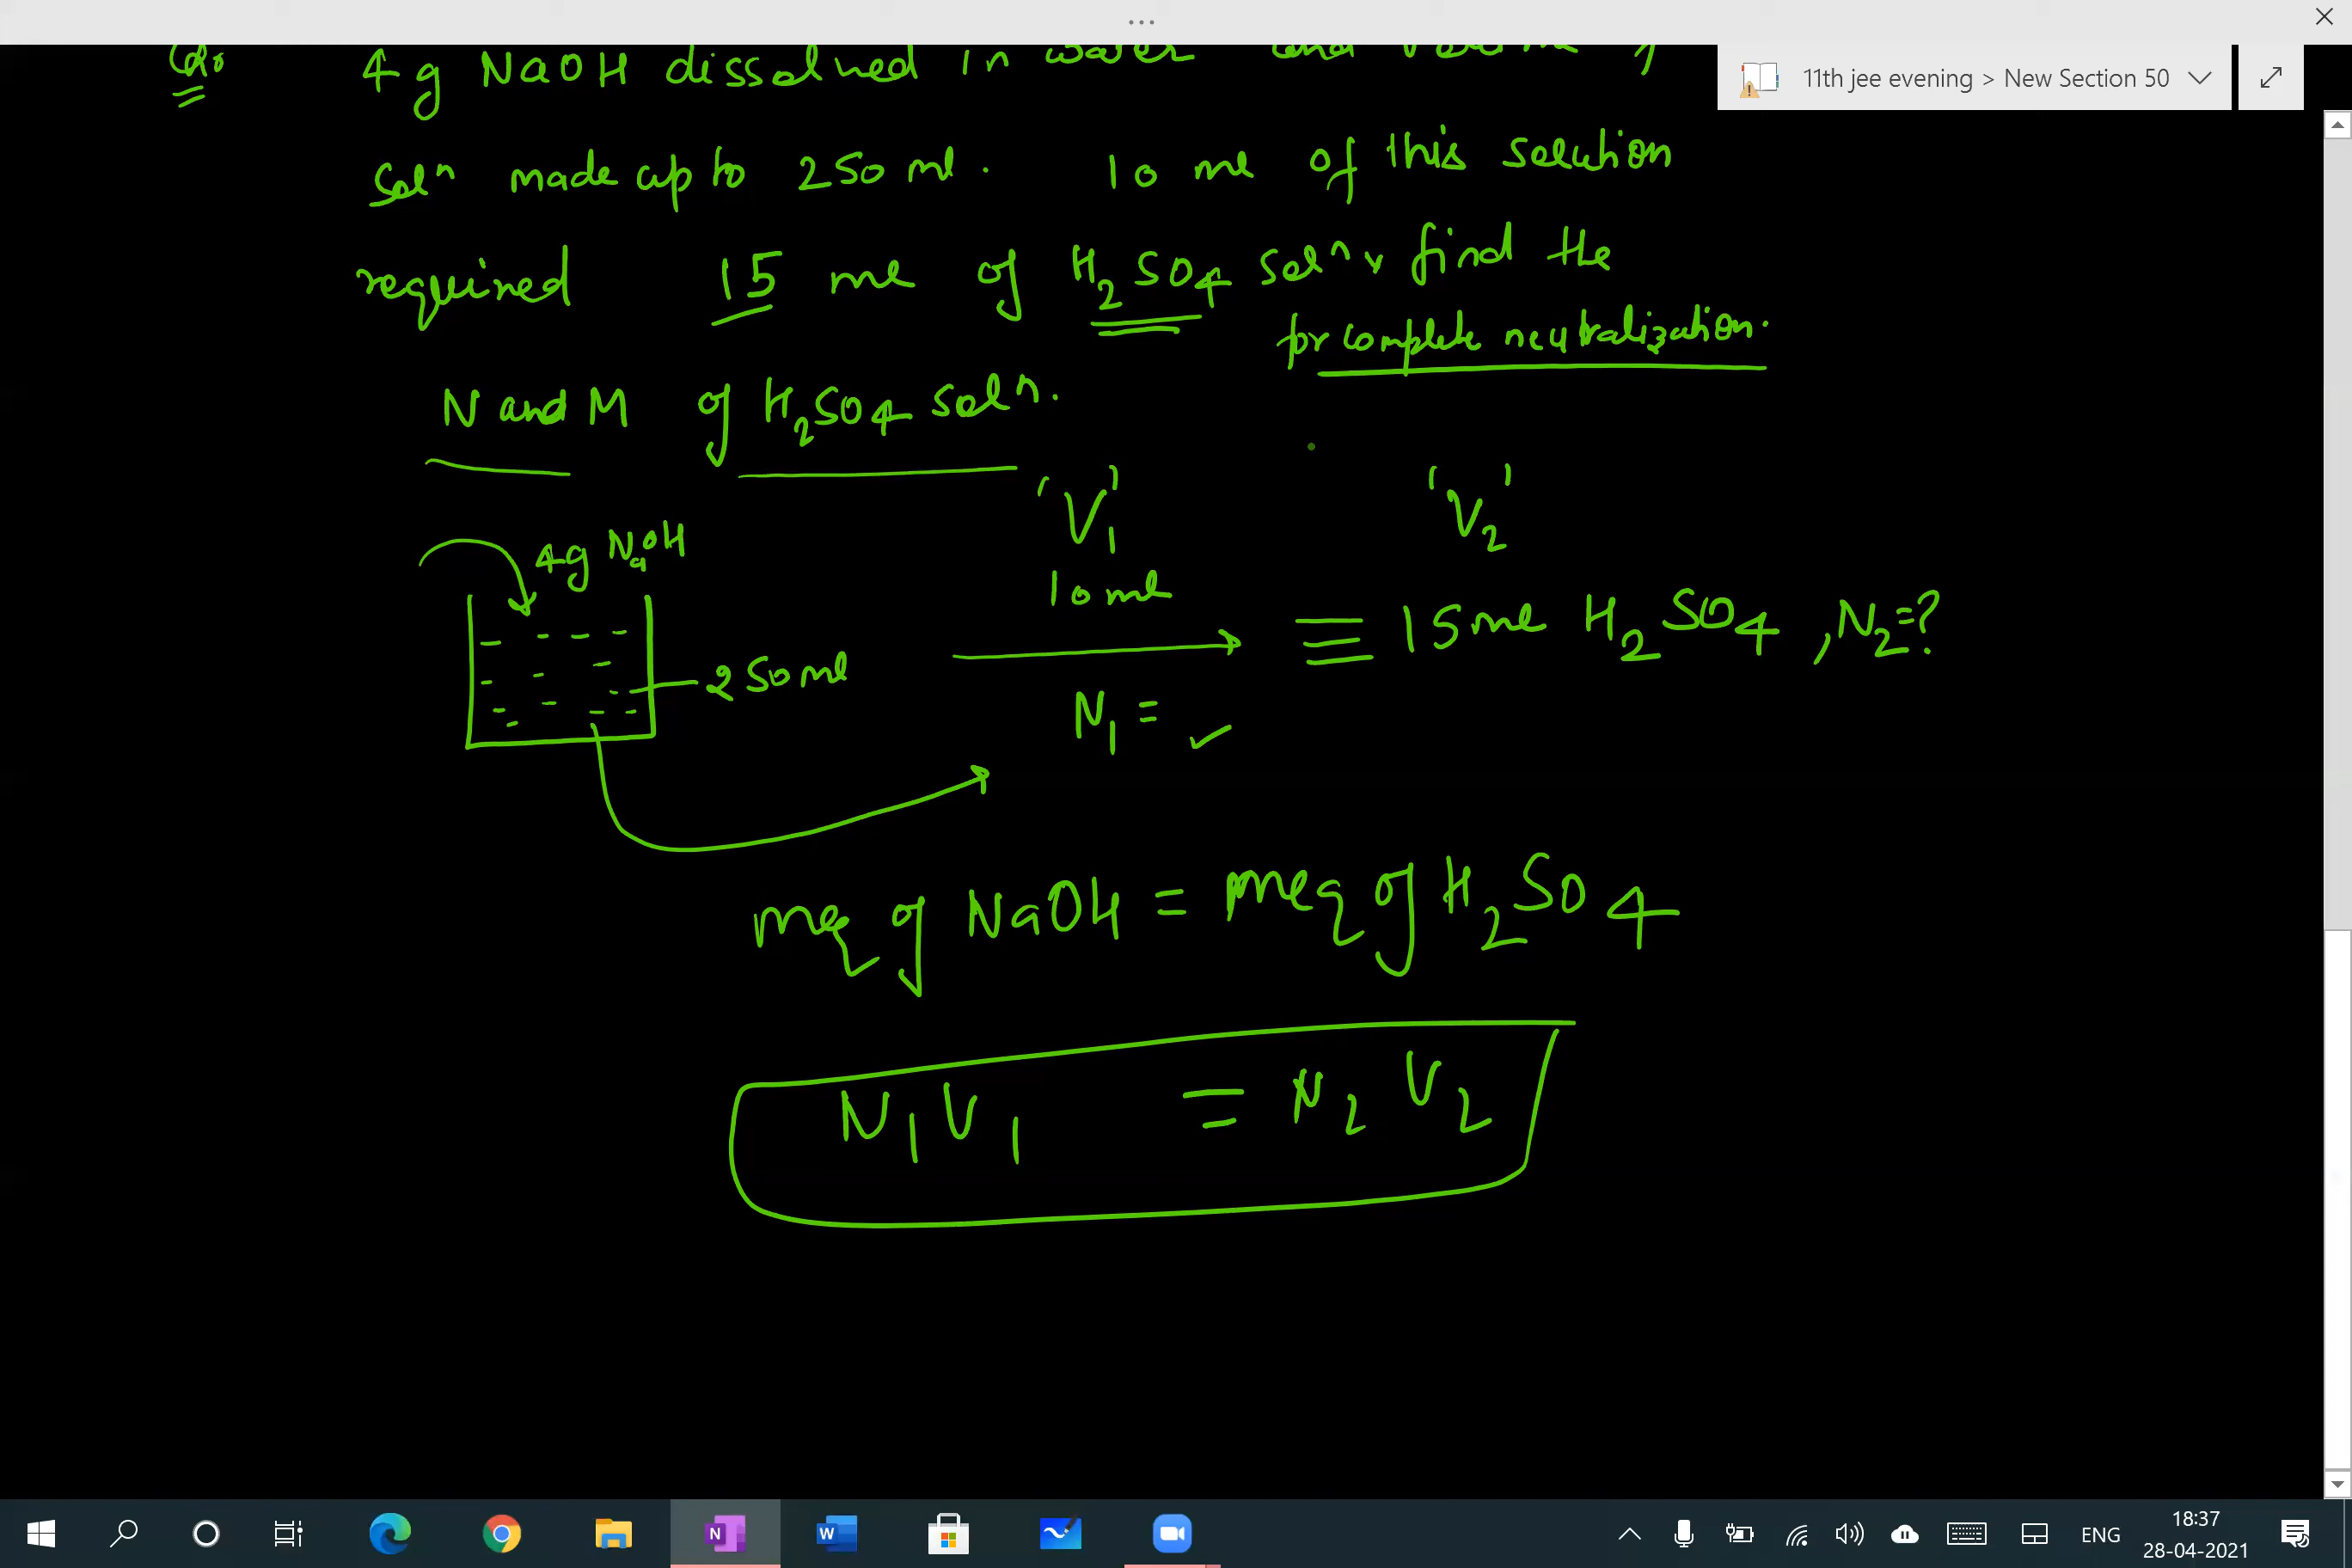 11th jee evening > New Section 50
4g NaOH dissolved in water and
Solⁿ made up to 250 ml. 10 ml of this solution
required 15 ml of H₂SO₄ Solⁿ, find the
for complete neutralization.
N and M of H₂SO₄ Solⁿ.
'V₁' 'V₂'
4g NaOH
10 ml
≡ 15 ml H₂SO₄, N₂=?
250 ml
N₁ = ✓
meq of NaOH = meq of H₂SO₄
N₁V₁ = N₂V₂
ENG
18:37
28-04-2021